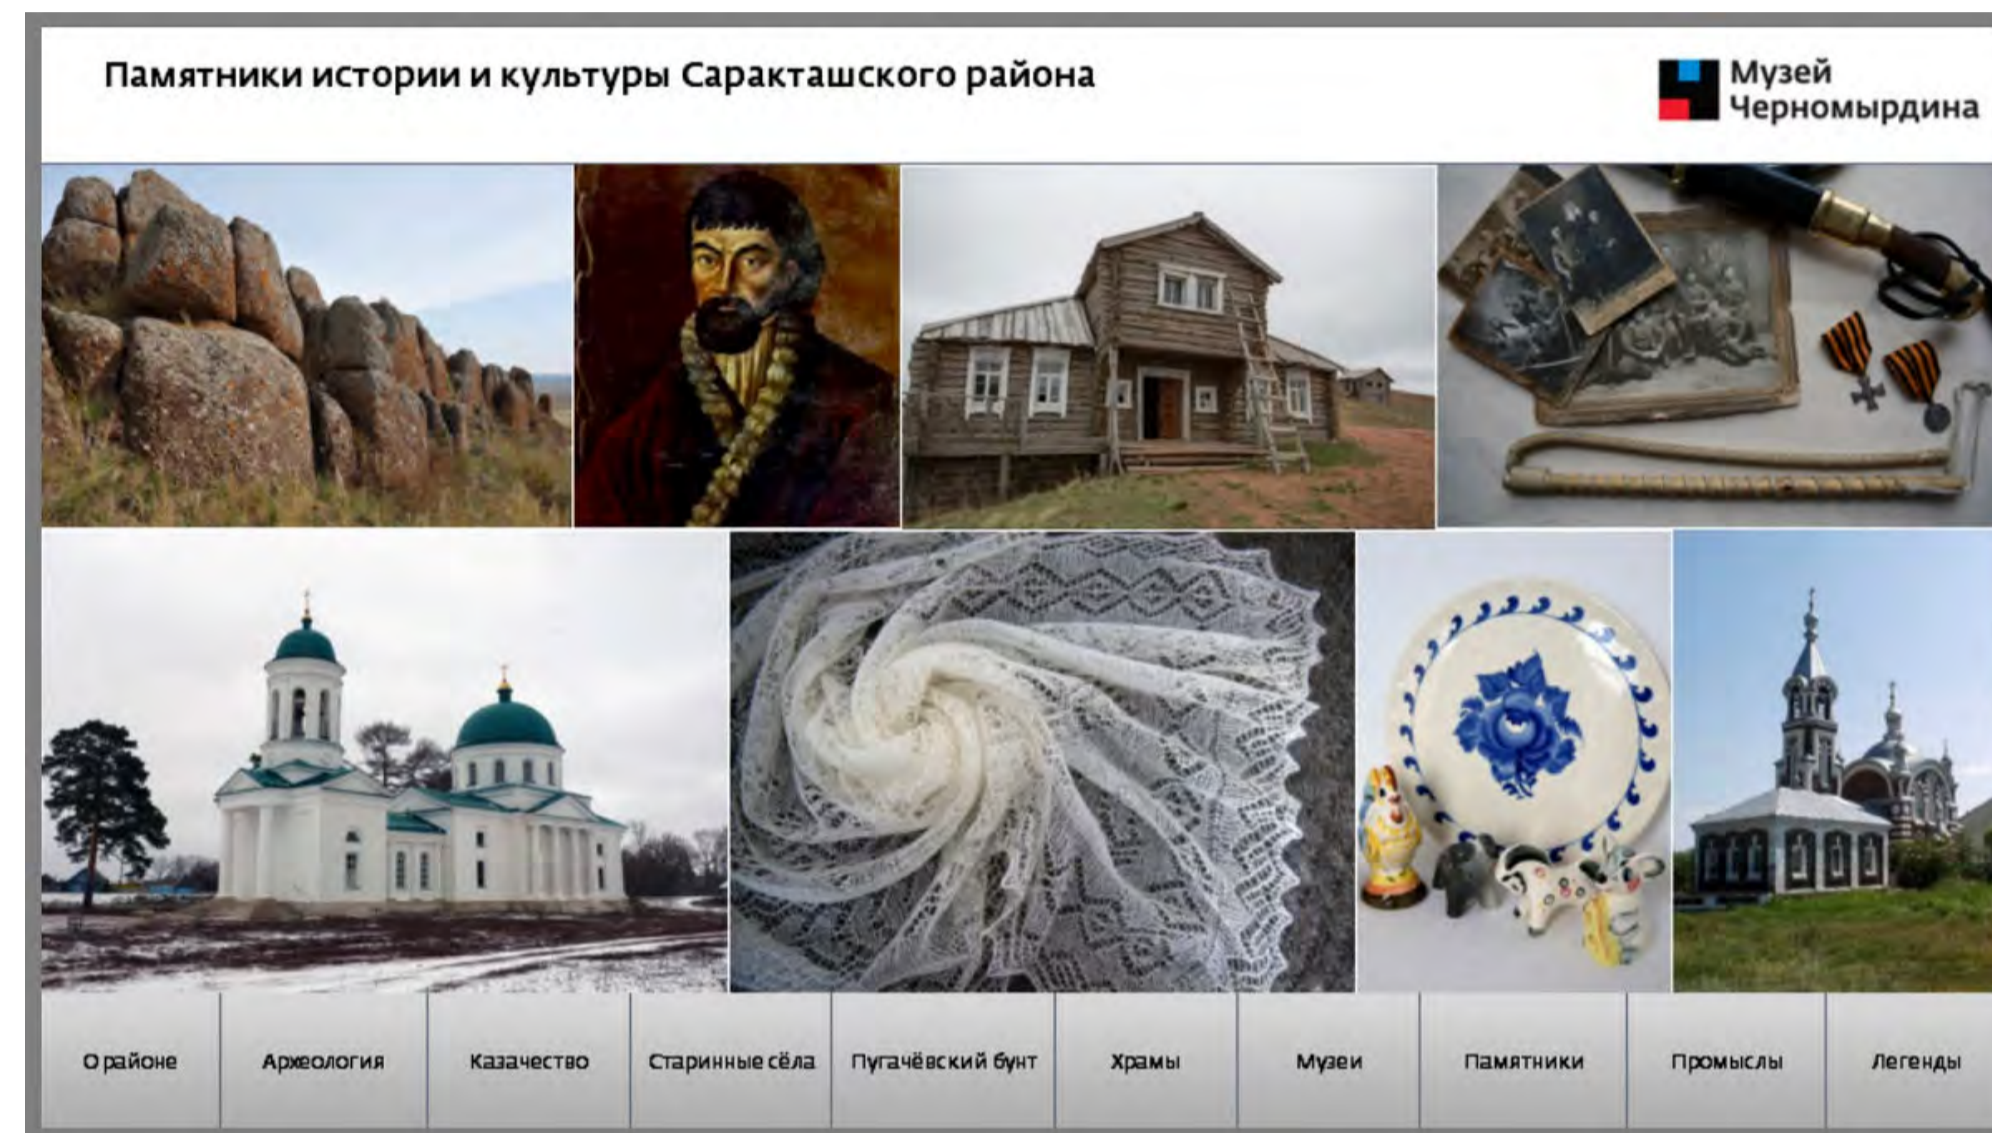 Памятники истории и культуры Саракташского района
Музей
Черномырдина
О районе
Археология
Казачество
Старинные сёла
Пугачёвский бунт
Храмы
Музеи
Памятники
Промыслы
Легенды